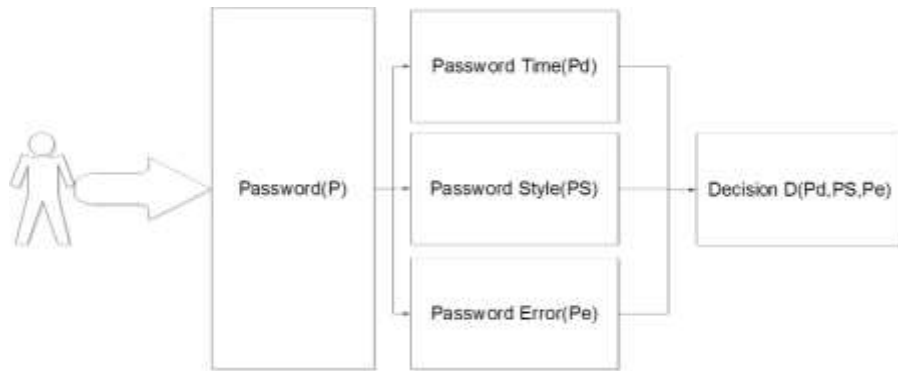 Password(P)
Password Time(Pd)
Password Style(PS)
Password Error(Pe)
Decision D(Pd,PS,Pe)